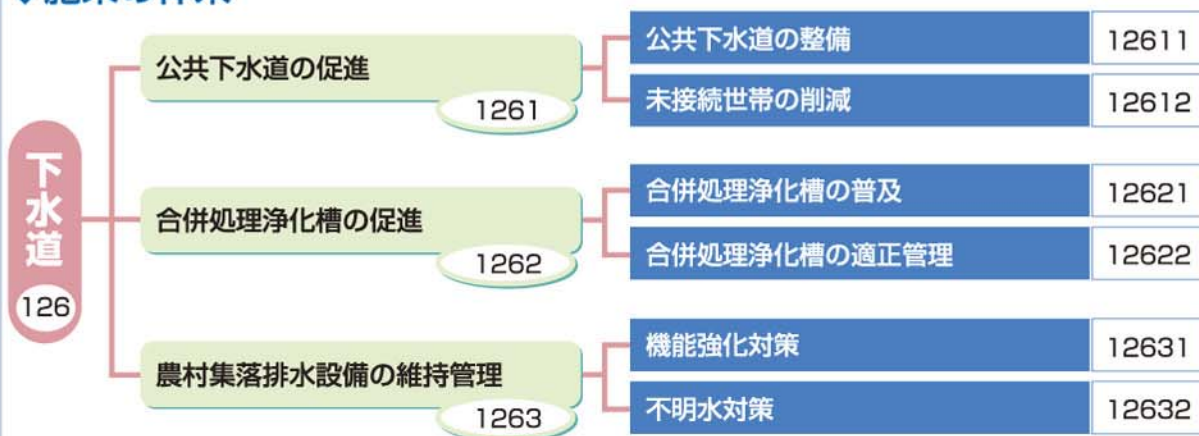 下水道
126
公共下水道の促進
1261
公共下水道の整備 12611
未接続世帯の削減 12612
合併処理浄化槽の促進
1262
合併処理浄化槽の普及 12621
合併処理浄化槽の適正管理 12622
農村集落排水設備の維持管理
1263
機能強化対策 12631
不明水対策 12632